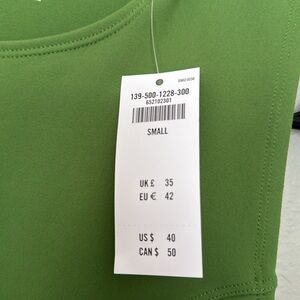 139-500-1228-300
652102301
SMALL
UK £ 35
EU € 42
US $ 40
CAN $ 50